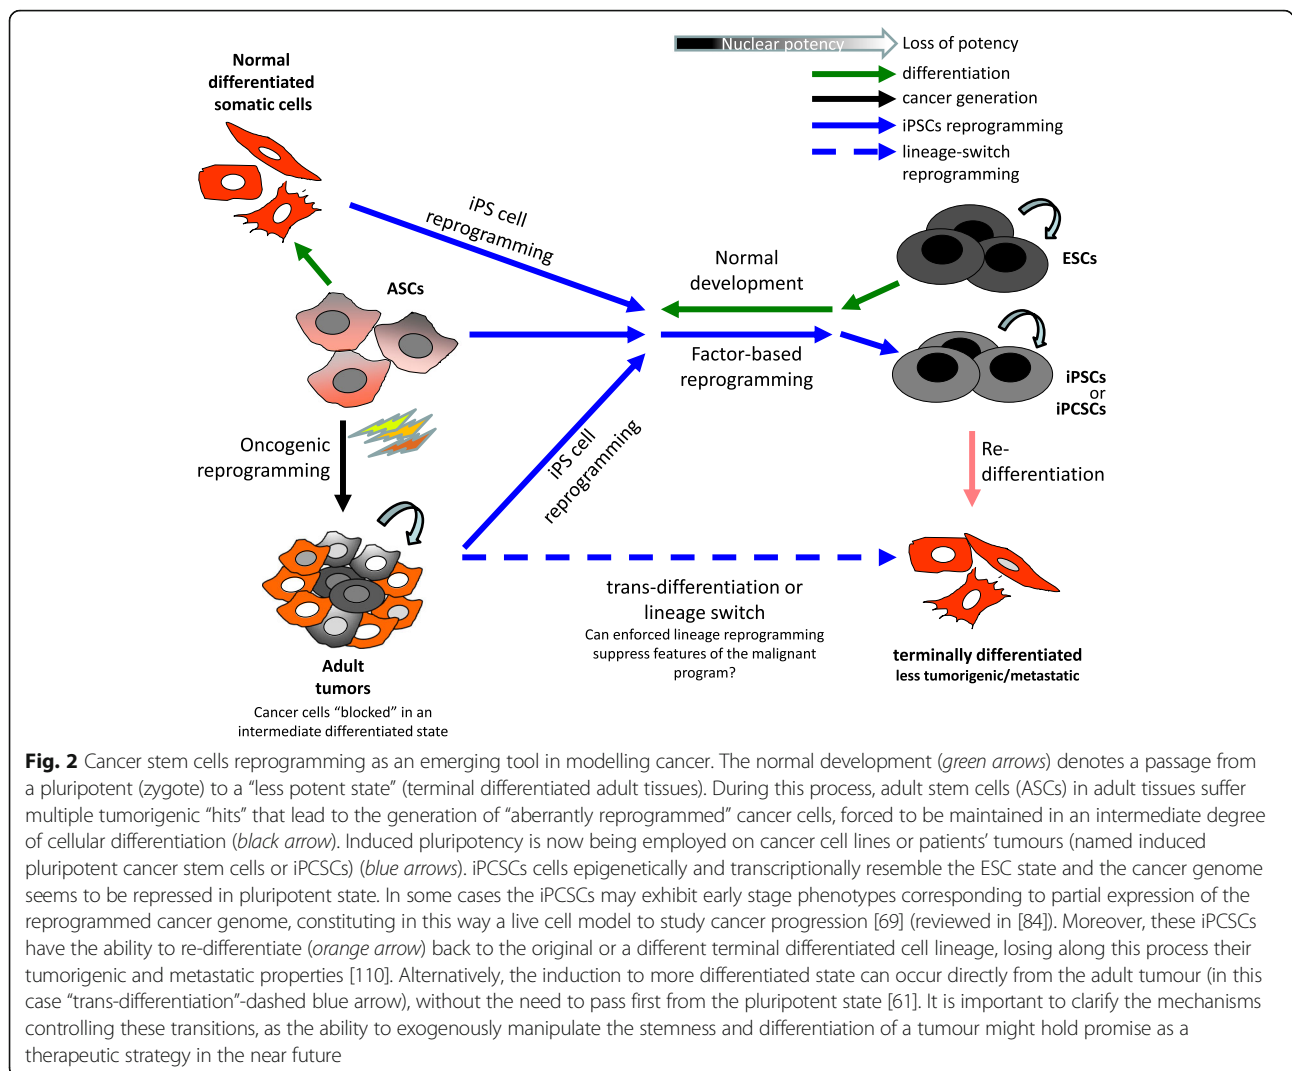 Nuclear potency
Loss of potency
differentiation
cancer generation
iPSCs reprogramming
lineage-switch
reprogramming
Normal
differentiated
somatic cells
iPS cell
reprogramming
Normal
development
ESCs
ASCs
Factor-based
reprogramming
iPSCs
or
iPCSCs
Oncogenic
reprogramming
iPS cell
reprogramming
Re-
differentiation
trans-differentiation or
lineage switch
Can enforced lineage reprogramming
suppress features of the malignant
program?
terminally differentiated
less tumorigenic/metastatic
Adult
tumors
Cancer cells “blocked” in an
intermediate differentiated state
Fig. 2 Cancer stem cells reprogramming as an emerging tool in modelling cancer. The normal development (green arrows) denotes a passage from
a pluripotent (zygote) to a “less potent state” (terminal differentiated adult tissues). During this process, adult stem cells (ASCs) in adult tissues suffer
multiple tumorigenic “hits” that lead to the generation of “aberrantly reprogrammed” cancer cells, forced to be maintained in an intermediate degree
of cellular differentiation (black arrow). Induced pluripotency is now being employed on cancer cell lines or patients’ tumours (named induced
pluripotent cancer stem cells or iPCSCs) (blue arrows). iPCSCs cells epigenetically and transcriptionally resemble the ESC state and the cancer genome
seems to be repressed in pluripotent state. In some cases the iPCSCs may exhibit early stage phenotypes corresponding to partial expression of the
reprogrammed cancer genome, constituting in this way a live cell model to study cancer progression [69] (reviewed in [84]). Moreover, these iPCSCs
have the ability to re-differentiate (orange arrow) back to the original or a different terminal differentiated cell lineage, losing along this process their
tumorigenic and metastatic properties [110]. Alternatively, the induction to more differentiated state can occur directly from the adult tumour (in this
case “trans-differentiation”-dashed blue arrow), without the need to pass first from the pluripotent state [61]. It is important to clarify the mechanisms
controlling these transitions, as the ability to exogenously manipulate the stemness and differentiation of a tumour might hold promise as a
therapeutic strategy in the near future